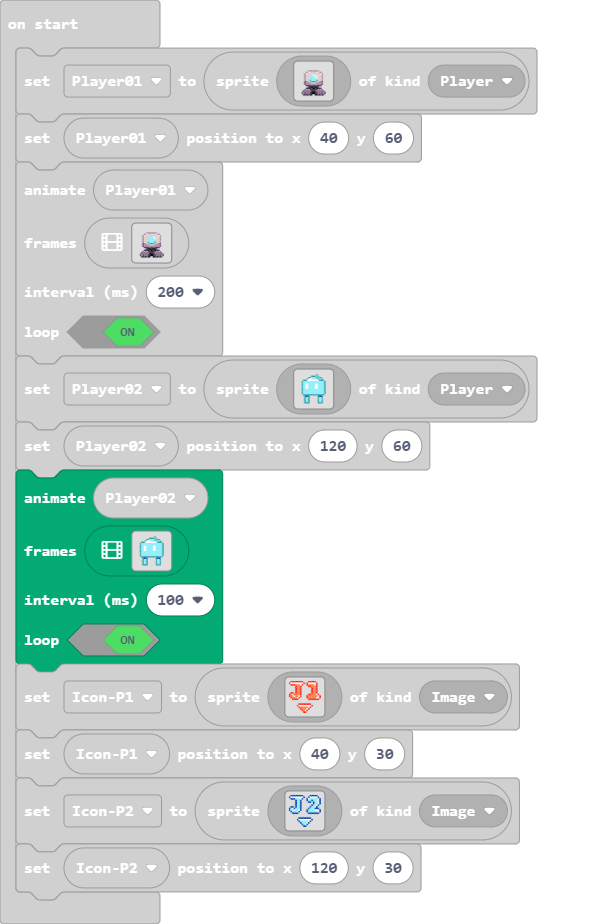 on start
set Player01 to sprite of kind Player
set Player01 position to x 40 y 60
animate Player01
frames
interval (ms) 200
loop ON
set Player02 to sprite of kind Player
set Player02 position to x 120 y 60
animate Player02
frames
interval (ms) 100
loop ON
set Icon-P1 to sprite J1 of kind Image
set Icon-P1 position to x 40 y 30
set Icon-P2 to sprite J2 of kind Image
set Icon-P2 position to x 120 y 30